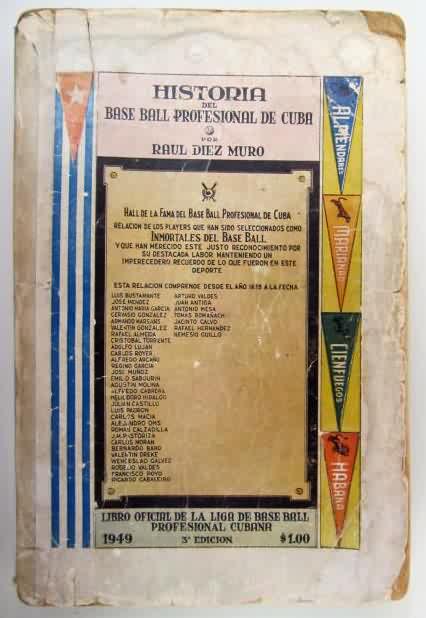 HISTORIA
DEL
BASE BALL PROFESIONAL DE CUBA
POR
RAUL DIEZ MURO
HALL DE LA FAMA DEL BASE BALL PROFESIONAL DE CUBA
RELACION DE LOS PLAYERS QUE HAN SIDO SELECCIONADOS COMO
INMORTALES DEL BASE BALL
Y QUE HAN MERECIDO ESTE JUSTO RECONOCIMIENTO POR
SU DESTACADA LABOR MANTENIENDO UN
IMPERECEDERO RECUERDO DE LO QUE FUERON EN ESTE
DEPORTE
ESTA RELACION COMPRENDE DESDE EL AÑO 1878 A LA FECHA
LUIS BUSTAMANTE
JOSE MENDEZ
ANTONIO MARIA GARCIA
GERVASIO GONZALEZ
ARMANDO MARSANS
VALENTIN GONZALEZ
RAFAEL ALMEIDA
CRISTOBAL TORRIENTE
ADOLFO LUJAN
CARLOS ROYER
ALFREDO ARCAÑO
REGINO GARCIA
JOSE MUÑOZ
EMILIO SABOURIN
AGUSTIN MOLINA
ALFREDO CABRERA
HELIODORO HIDALGO
JULIAN CASTILLO
LUIS PADRON
CARLOS MACIA
ALEJANDRO OMS
ROMAN CALZADILLA
J.M.PASTORIZA
CARLOS MORAN
BERNARDO BARO
VALENTIN DREKE
WENCESLAO GALVEZ
ROGELIO VALDES
FRANCISCO POYO
RICARDO CABALEIRO
ARTURO VALDES
JUAN ANTIGA
ANTONIO MESA
TOMAS ROMAÑACH
JACINTO CALVO
RAFAEL HERNANDEZ
NEMESIO GUILLO
LIBRO OFICIAL DE LA LIGA DE BASE BALL
PROFESIONAL CUBANA
1949
3ª EDICION
$1.00
ALMENDARES
MARIANAO
CIENFUEGOS
HABANA